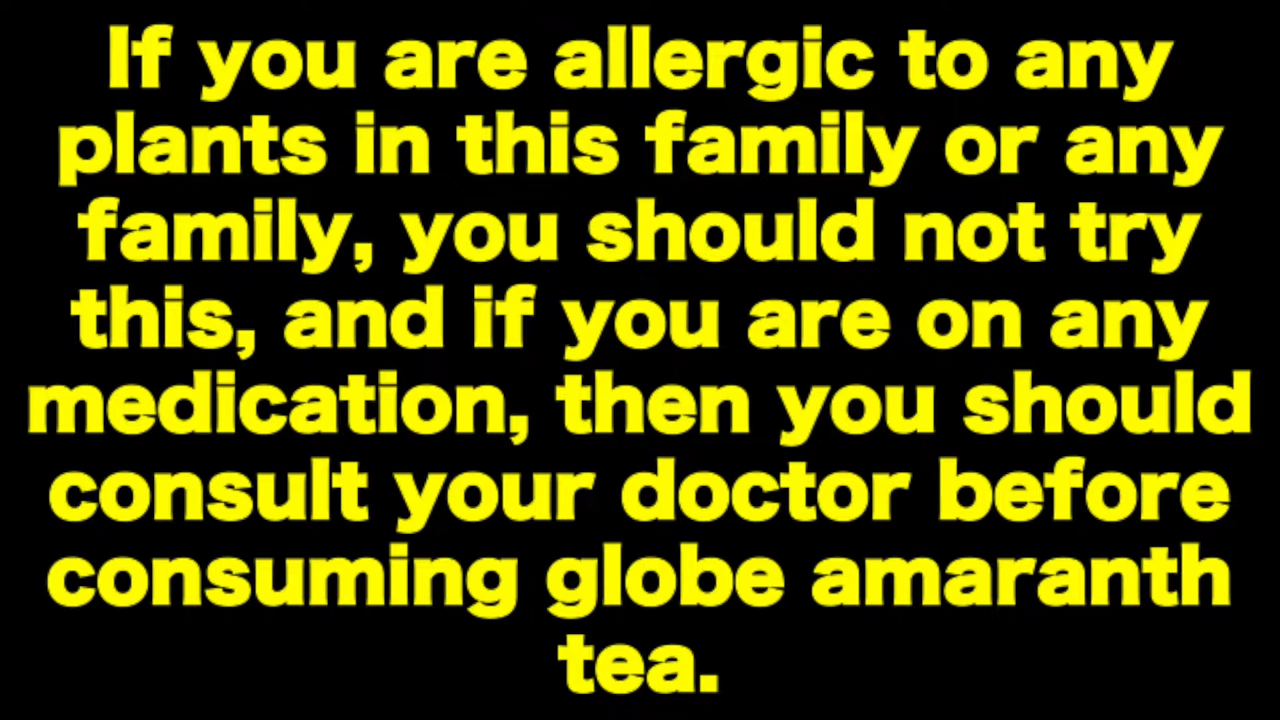 If you are allergic to any
plants in this family or any
family, you should not try
this, and if you are on any
medication, then you should
consult your doctor before
consuming globe amaranth
tea.